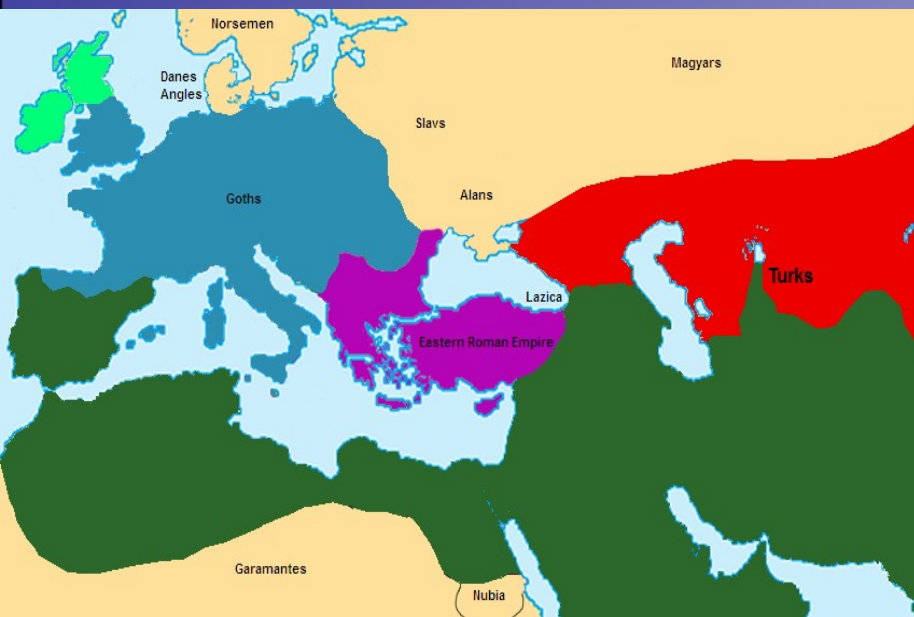 Norsemen
Magyars
Danes
Angles
Slavs
Alans
Goths
Turks
Lazica
Eastern Roman Empire
Garamantes
Nubia